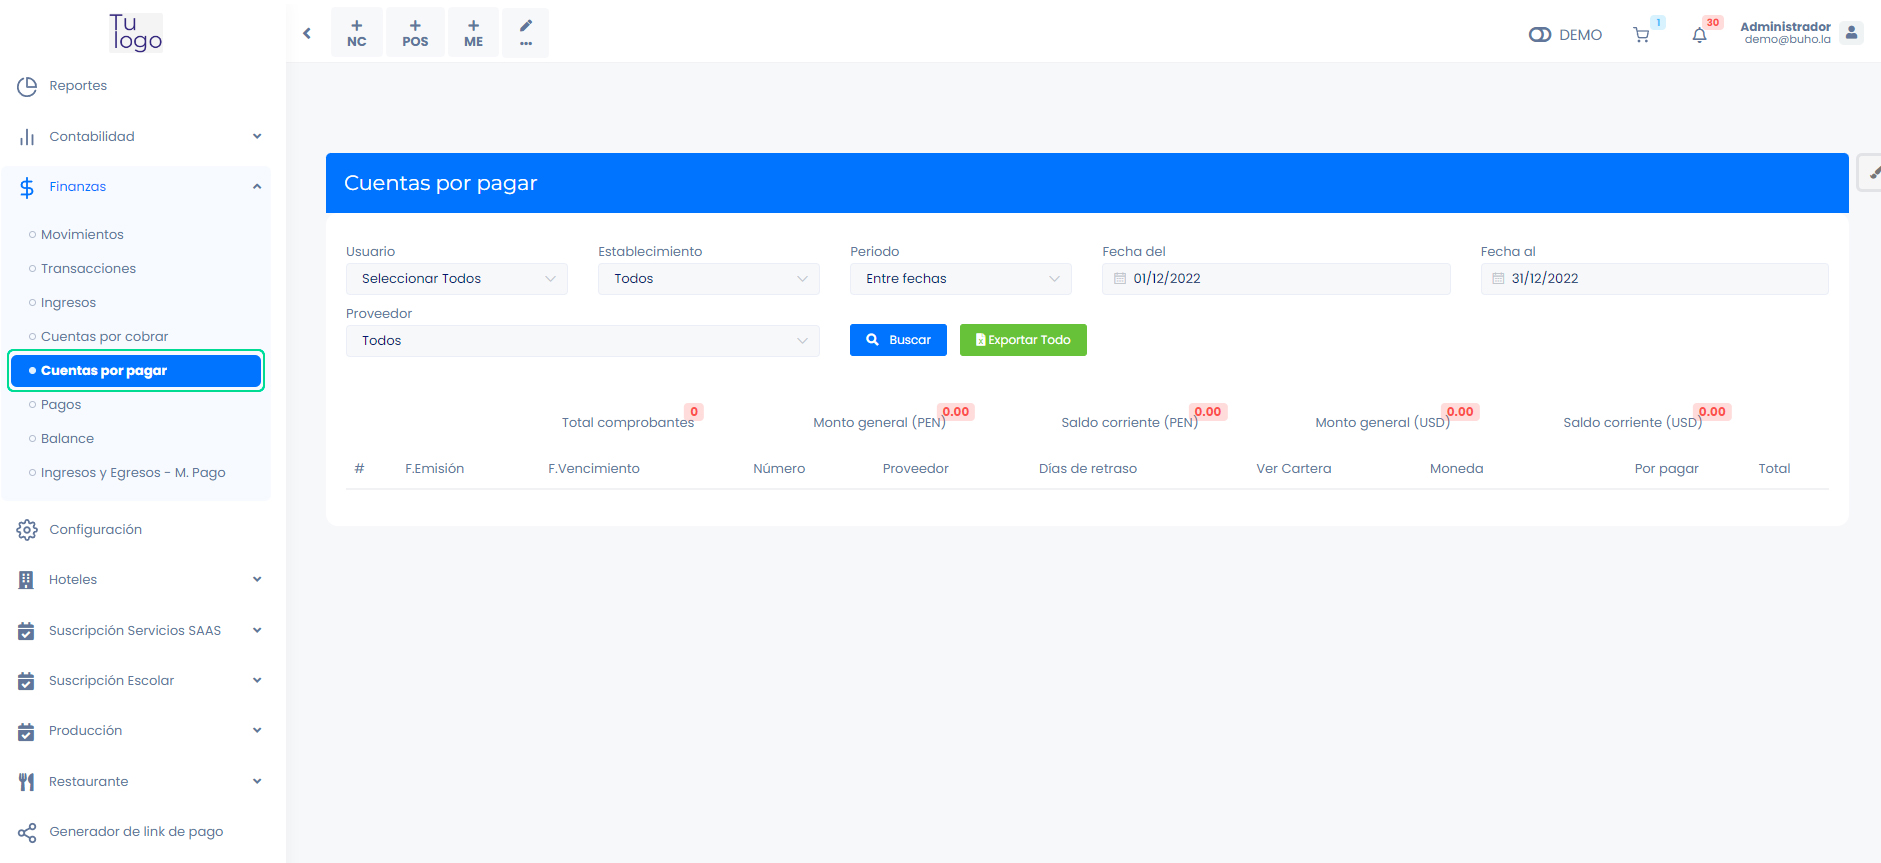 Tu
logo
NC
POS
ME
...
DEMO
1
30
Administrador
demo@buho.la
Reportes
Contabilidad
Finanzas
Movimientos
Transacciones
Ingresos
Cuentas por cobrar
Cuentas por pagar
Pagos
Balance
Ingresos y Egresos - M. Pago
Configuración
Hoteles
Suscripción Servicios SAAS
Suscripción Escolar
Producción
Restaurante
Generador de link de pago
Cuentas por pagar
Usuario Establecimiento Periodo Fecha del Fecha al
Seleccionar Todos Todos Entre fechas 01/12/2022 31/12/2022
Proveedor
Todos Buscar Exportar Todo
0 0.00 0.00 0.00 0.00
Total comprobantes Monto general (PEN) Saldo corriente (PEN) Monto general (USD) Saldo corriente (USD)
# F.Emisión F.Vencimiento Número Proveedor Días de retraso Ver Cartera Moneda Por pagar Total